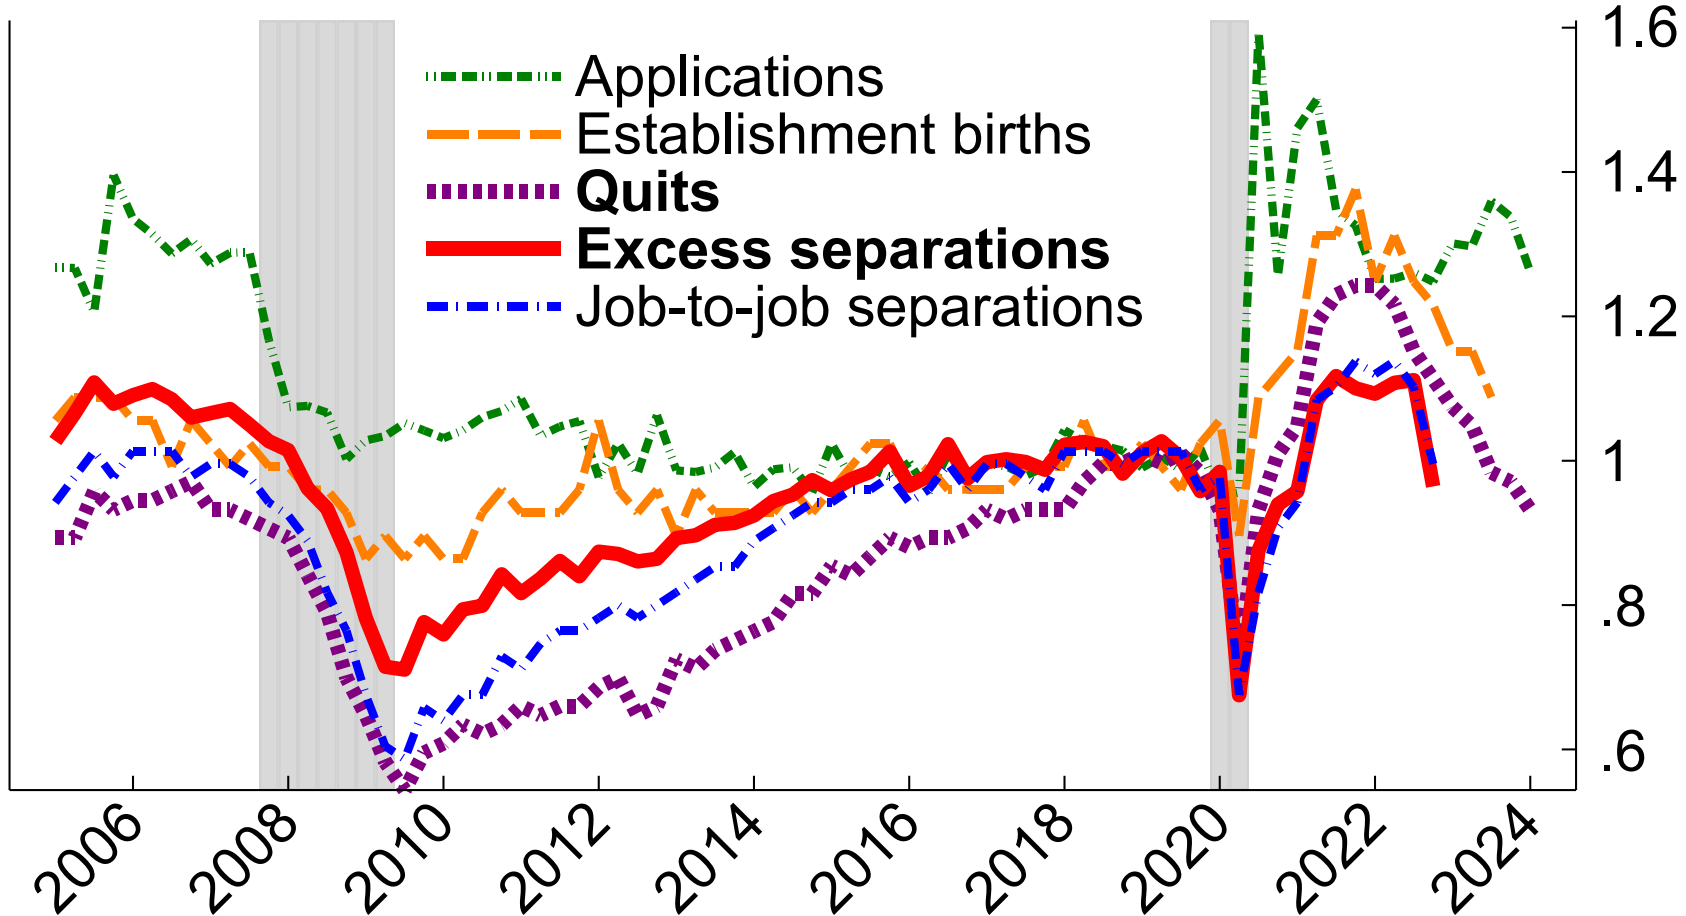 Applications
Establishment births
Quits
Excess separations
Job-to-job separations
1.6
1.4
1.2
1
.8
.6
2006 2008 2010 2012 2014 2016 2018 2020 2022 2024